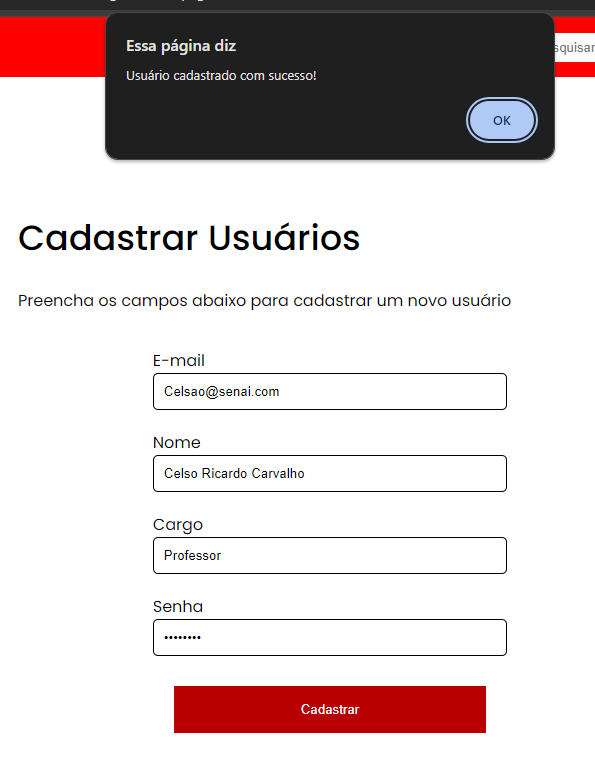 Essa página diz
Usuário cadastrado com sucesso!
OK
Cadastrar Usuários
Preencha os campos abaixo para cadastrar um novo usuário
E-mail
Celsao@senai.com
Nome
Celso Ricardo Carvalho
Cargo
Professor
Senha
••••••••
Cadastrar